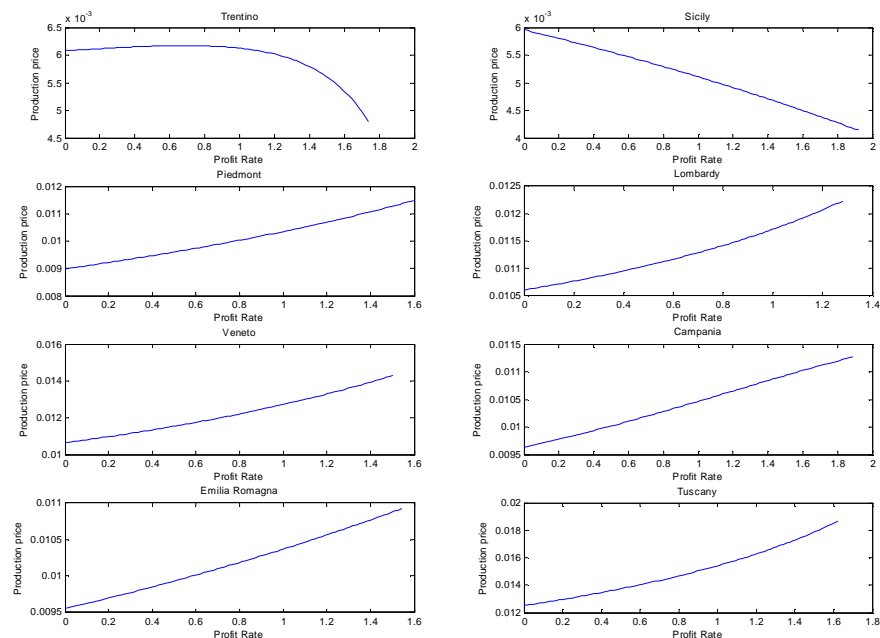 Trentino
x 10-3
6.5
6
5.5
5
4.5
0 0.2 0.4 0.6 0.8 1 1.2 1.4 1.6 1.8 2
Production price
Profit Rate
Sicily
x 10-3
6
5.5
5
4.5
4
0 0.2 0.4 0.6 0.8 1 1.2 1.4 1.6 1.8 2
Production price
Profit Rate
Piedmont
0.012
0.011
0.01
0.009
0.008
0 0.2 0.4 0.6 0.8 1 1.2 1.4 1.6
Production price
Profit Rate
Lombardy
0.0125
0.012
0.0115
0.011
0.0105
0 0.2 0.4 0.6 0.8 1 1.2 1.4
Production price
Profit Rate
Veneto
0.016
0.014
0.012
0.01
0 0.2 0.4 0.6 0.8 1 1.2 1.4 1.6
Production price
Profit Rate
Campania
0.0115
0.011
0.0105
0.01
0.0095
0 0.2 0.4 0.6 0.8 1 1.2 1.4 1.6 1.8 2
Production price
Profit Rate
Emilia Romagna
0.011
0.0105
0.01
0.0095
0 0.2 0.4 0.6 0.8 1 1.2 1.4 1.6
Production price
Profit Rate
Tuscany
0.02
0.018
0.016
0.014
0.012
0 0.2 0.4 0.6 0.8 1 1.2 1.4 1.6 1.8
Production price
Profit Rate